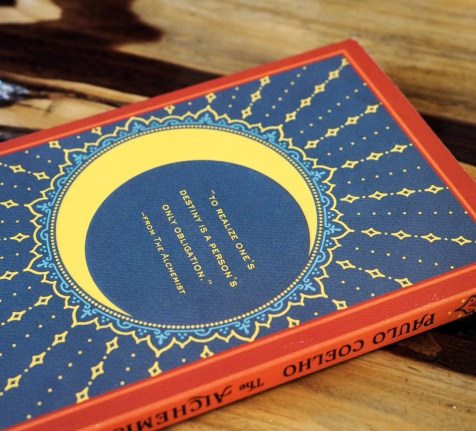 "TO REALIZE ONE'S
DESTINY IS A PERSON'S
ONLY OBLIGATION."
—FROM THE ALCHEMIST
PAULO COELHO
The ALCHEMIS